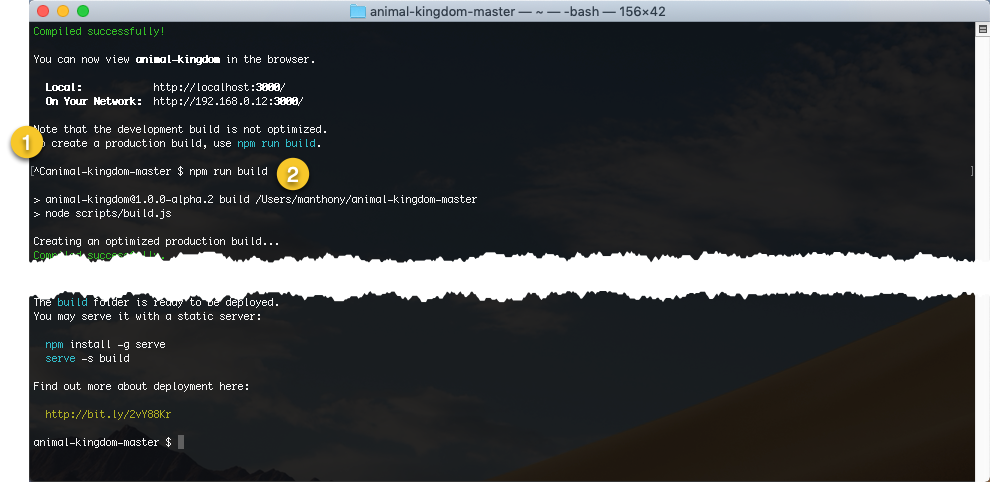 animal-kingdom-master — ~ — -bash — 156×42
Compiled successfully!
You can now view animal-kingdom in the browser.
Local: http://localhost:3000/
On Your Network: http://192.168.0.12:3000/
Note that the development build is not optimized.
1
o create a production build, use npm run build.
[^Canimal-kingdom-master $ npm run build ]
2
> animal-kingdom@1.0.0-alpha.2 build /Users/manthony/animal-kingdom-master
> node scripts/build.js
Creating an optimized production build...
Compiled successfully.
The build folder is ready to be deployed.
You may serve it with a static server:
npm install -g serve
serve -s build
Find out more about deployment here:
http://bit.ly/2vY88Kr
animal-kingdom-master $